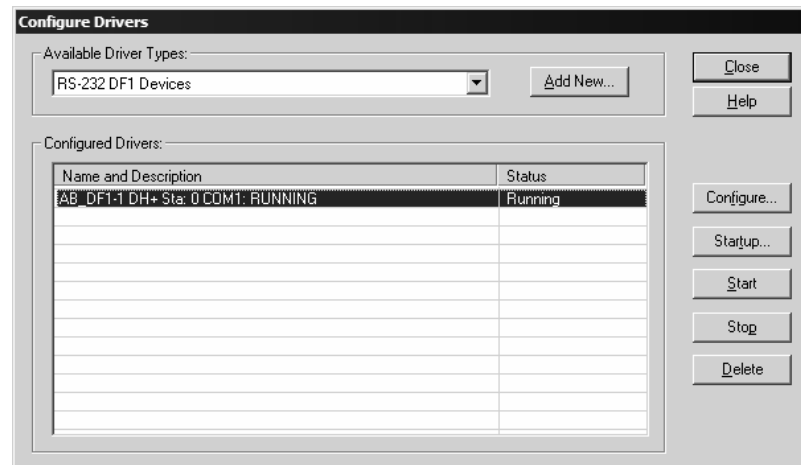 Configure Drivers
Available Driver Types:
RS-232 DF1 Devices
Add New...
Close
Help
Configured Drivers:
Name and Description Status
AB_DF1-1 DH+ Sta: 0 COM1: RUNNING Running
Configure...
Startup...
Start
Stop
Delete